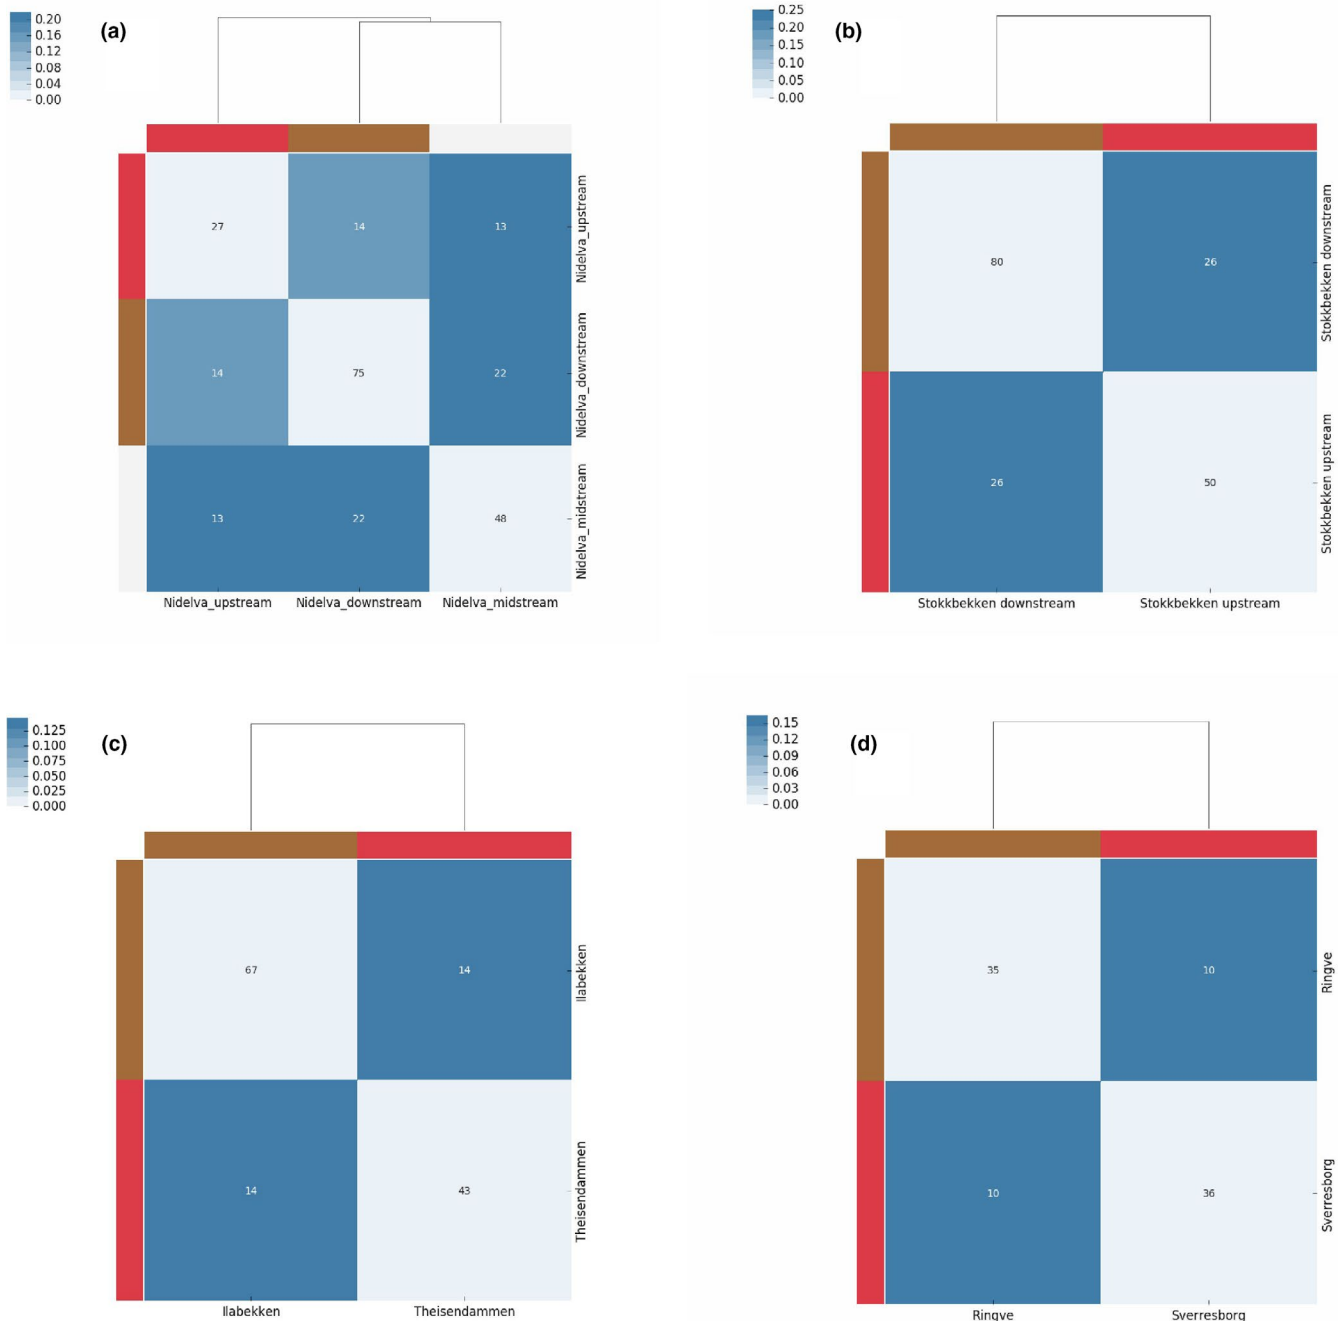 (a)
0.20
0.16
0.12
0.08
0.04
0.00
27 14 13
Nidelva_upstream
14 75 22
Nidelva_downstream
13 22 48
Nidelva_midstream
Nidelva_upstream Nidelva_downstream Nidelva_midstream
(b)
0.25
0.20
0.15
0.10
0.05
0.00
80 26
Stokkbekken downstream
26 50
Stokkbekken upstream
Stokkbekken downstream Stokkbekken upstream
(c)
0.125
0.100
0.075
0.050
0.025
0.000
67 14
Ilabekken
14 43
Theisendammen
Ilabekken Theisendammen
(d)
0.15
0.12
0.09
0.06
0.03
0.00
35 10
Ringve
10 36
Sverresborg
Ringve Sverresborg